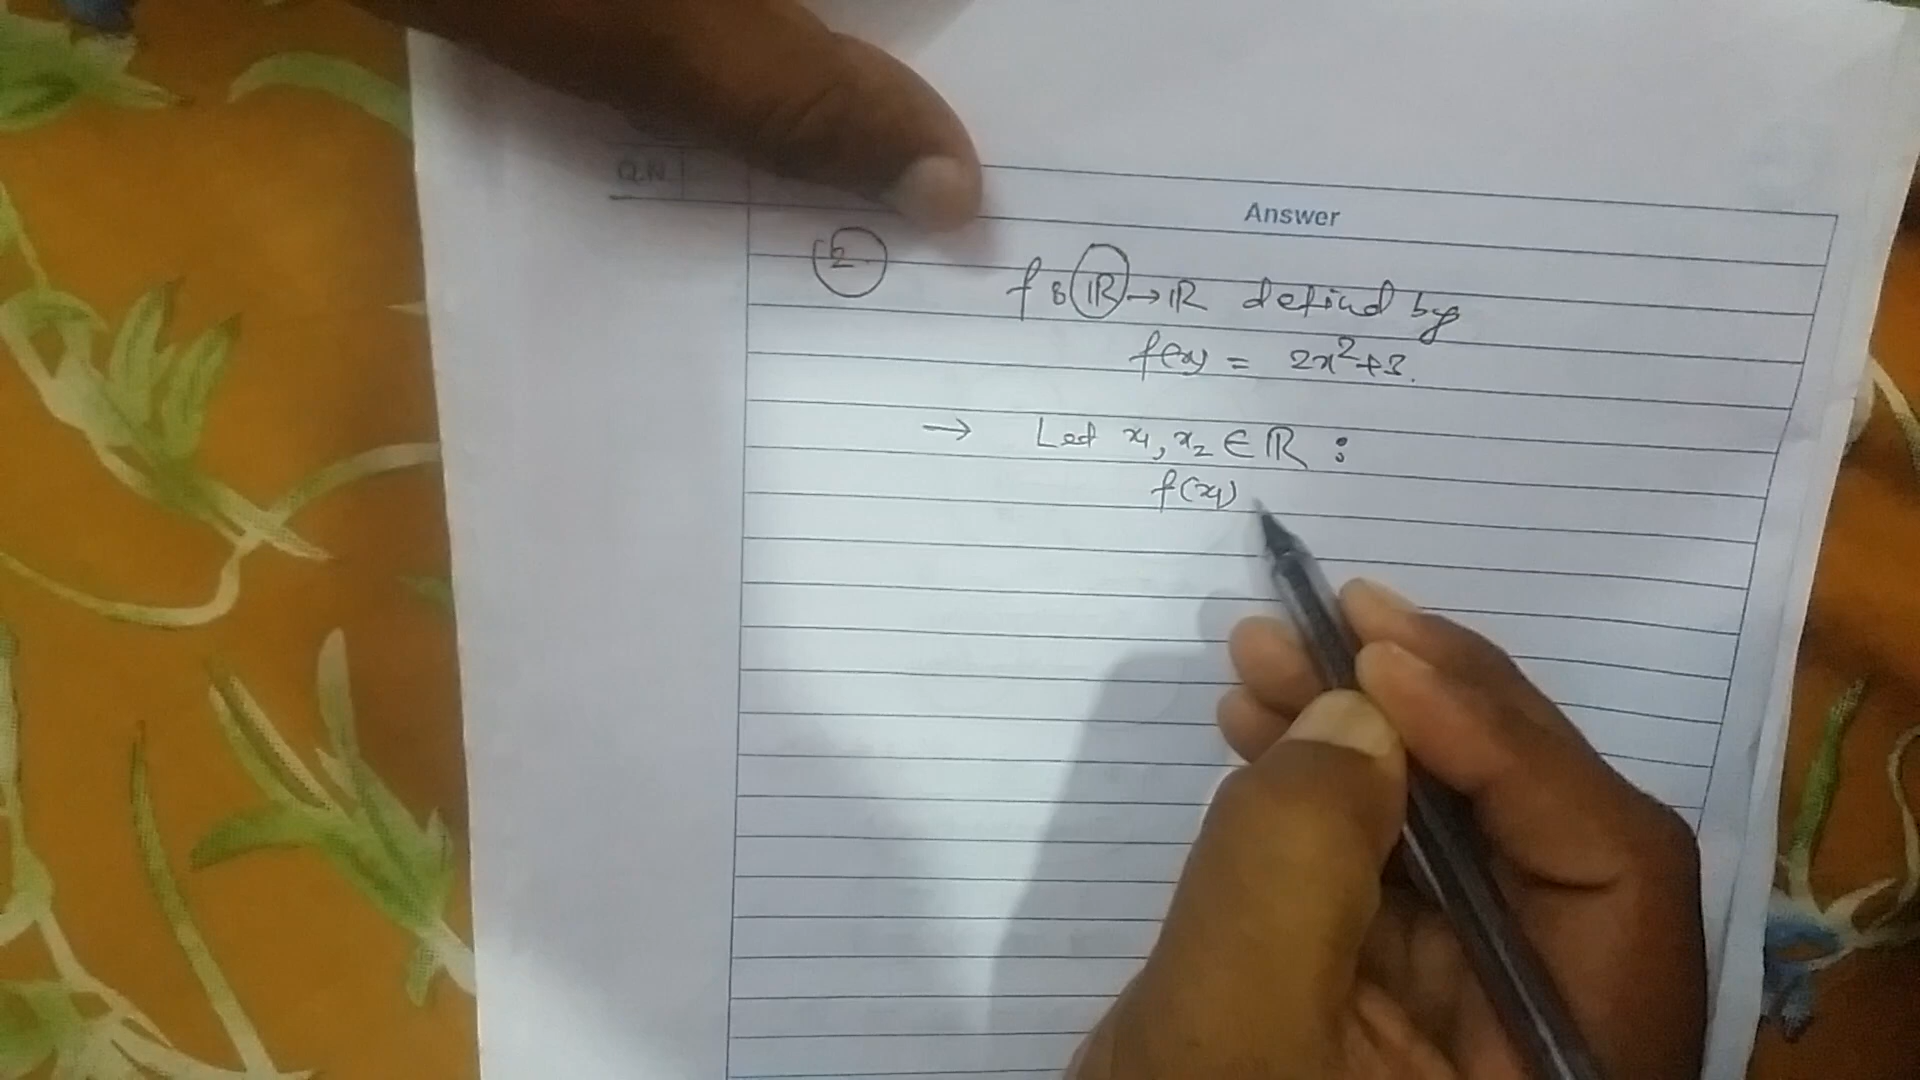 Q.N.
Answer
(2.
f : ℝ → ℝ defind by
f(x) = 2x²+3.
→ Let x₁, x₂ ∈ ℝ :
f(x₁)